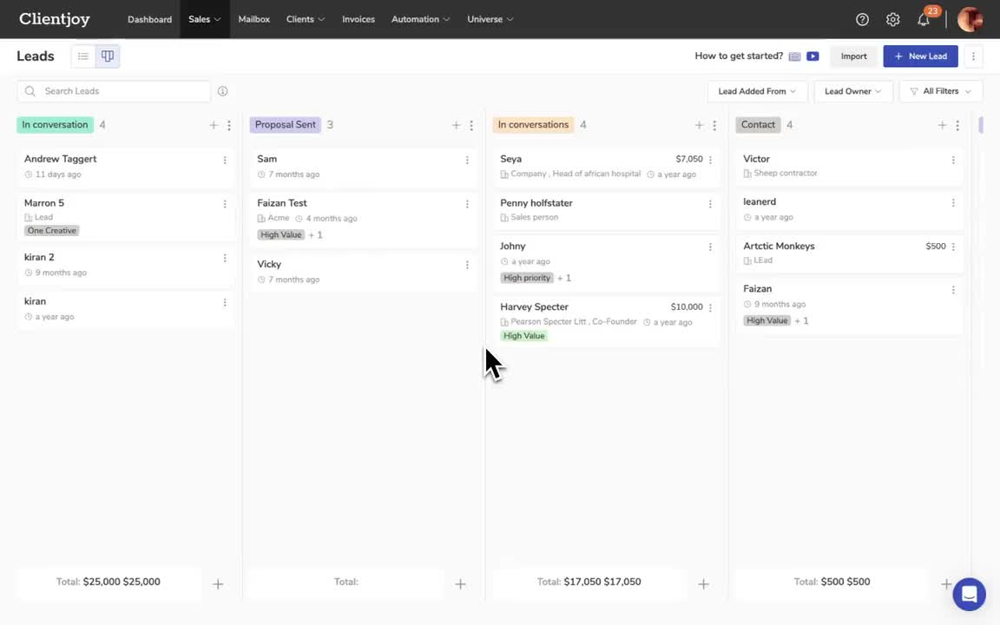 Clientjoy Dashboard Sales Mailbox Clients Invoices Automation Universe 23
Leads How to get started? Import + New Lead
Search Leads Lead Added From Lead Owner All Filters
In conversation 4
Andrew Taggert
11 days ago
Marron 5
Lead
One Creative
kiran 2
9 months ago
kiran
a year ago
Total: $25,000 $25,000
Proposal Sent 3
Sam
7 months ago
Faizan Test
Acme 4 months ago
High Value + 1
Vicky
7 months ago
Total:
In conversations 4
Seya $7,050
Company , Head of african hospital a year ago
Penny holfstater
Sales person
Johny
a year ago
High priority + 1
Harvey Specter $10,000
Pearson Specter Litt , Co-Founder a year ago
High Value
Total: $17,050 $17,050
Contact 4
Victor
Sheep contractor
leanerd
a year ago
Artctic Monkeys $500
LEad
Faizan
9 months ago
High Value + 1
Total: $500 $500